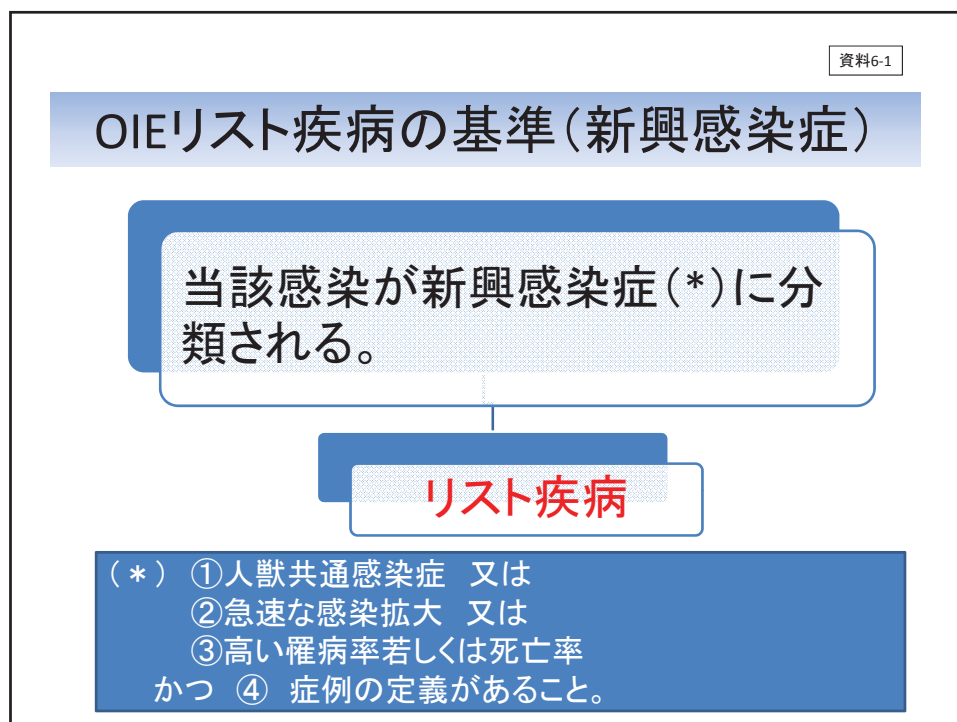 資料6-1
OIEリスト疾病の基準(新興感染症)
当該感染が新興感染症(*)に分
類される。
リスト疾病
(*) ①人獣共通感染症 又は
②急速な感染拡大 又は
③高い罹病率若しくは死亡率
かつ ④ 症例の定義があること。